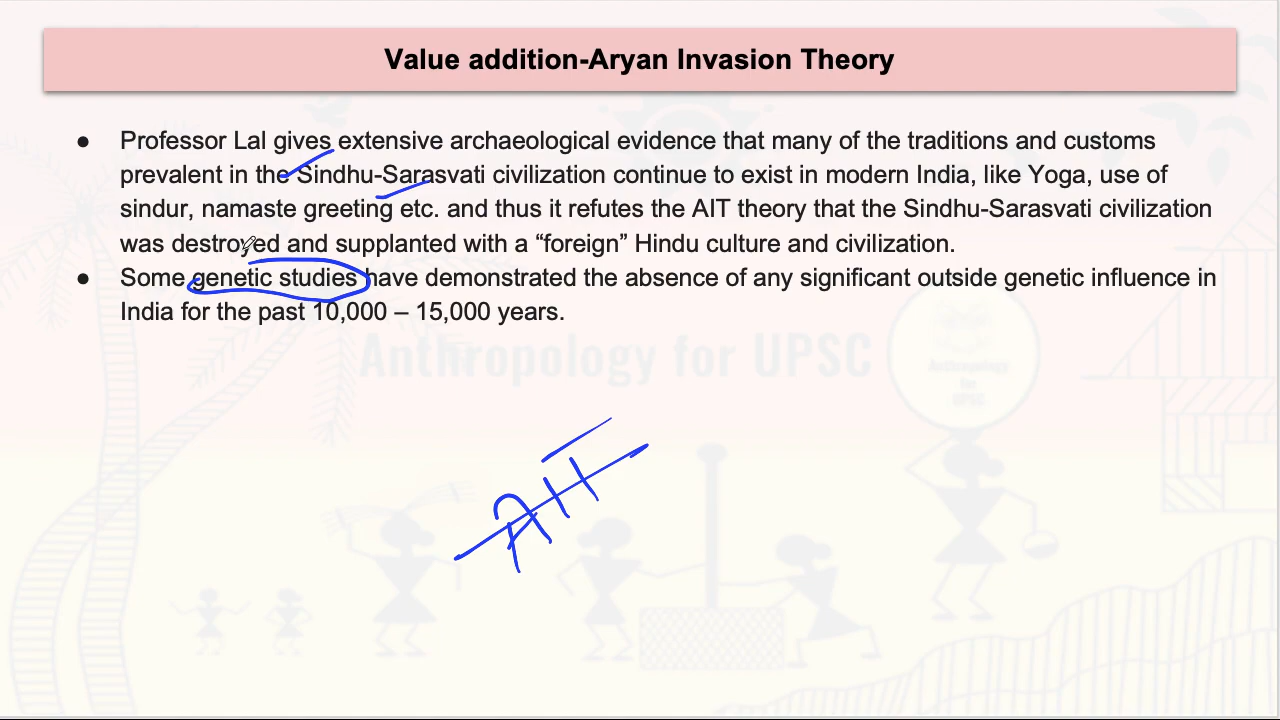 Value addition-Aryan Invasion Theory
● Professor Lal gives extensive archaeological evidence that many of the traditions and customs
prevalent in the Sindhu-Sarasvati civilization continue to exist in modern India, like Yoga, use of
sindur, namaste greeting etc. and thus it refutes the AIT theory that the Sindhu-Sarasvati civilization
was destroyed and supplanted with a “foreign” Hindu culture and civilization.
● Some genetic studies have demonstrated the absence of any significant outside genetic influence in
India for the past 10,000 – 15,000 years.
Anthropology for UPSC
Anthropology
for
UPSC
AIT